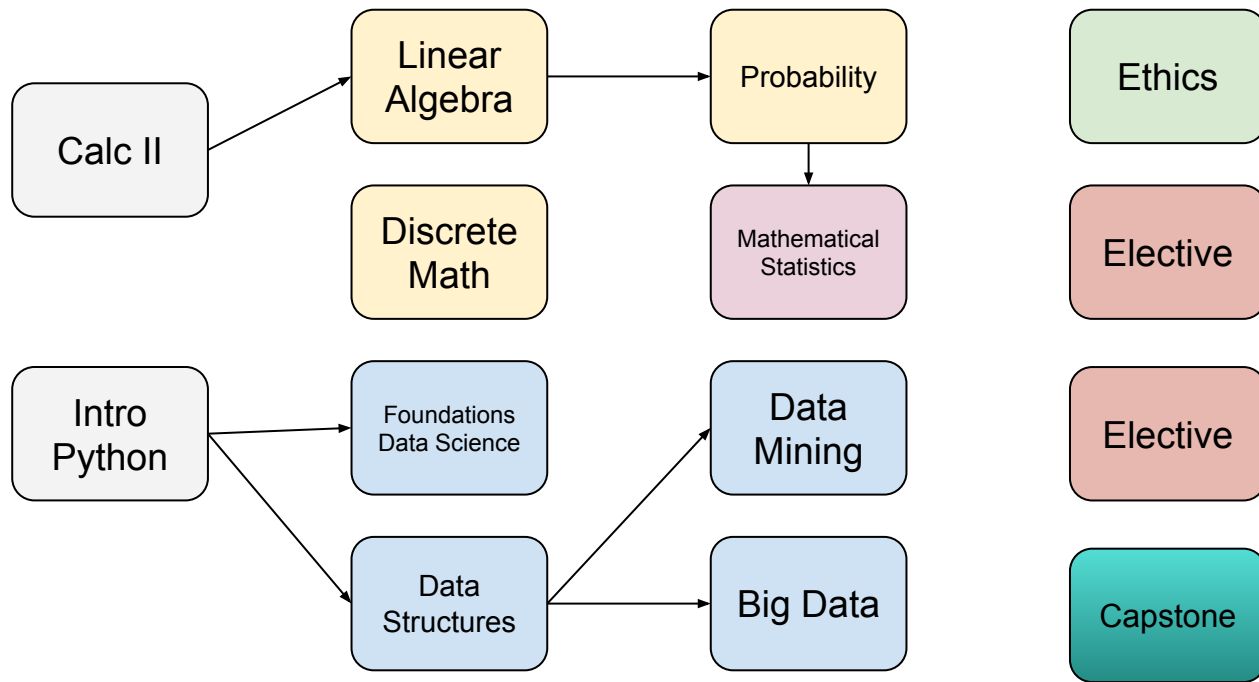 Calc II
Linear
Algebra
Probability
Ethics
Discrete
Math
Mathematical
Statistics
Elective
Intro
Python
Foundations
Data Science
Data
Mining
Elective
Data
Structures
Big Data
Capstone